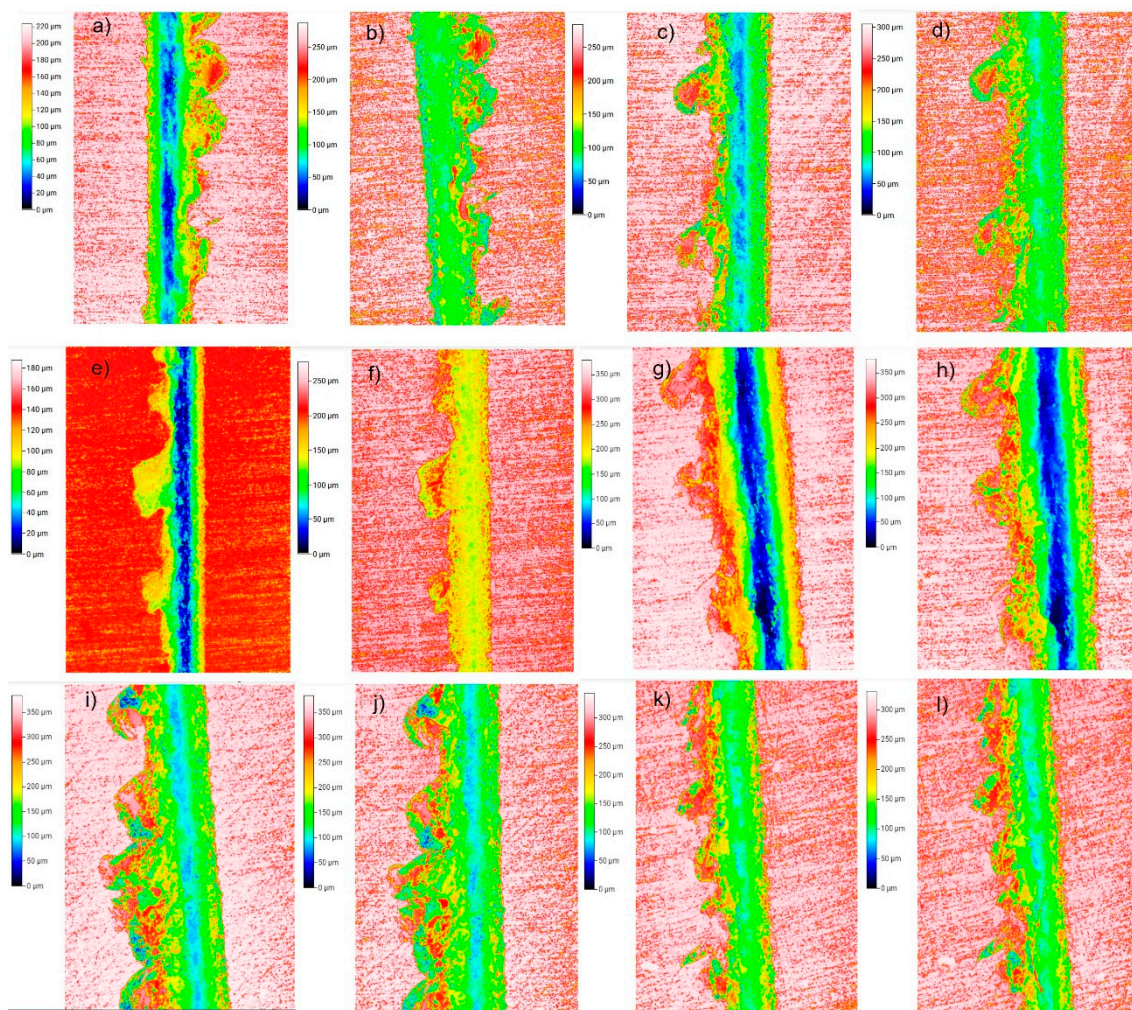 a)
220 µm
200 µm
180 µm
160 µm
140 µm
120 µm
100 µm
80 µm
60 µm
40 µm
20 µm
0 µm
b)
250 µm
200 µm
150 µm
100 µm
50 µm
0 µm
c)
250 µm
200 µm
150 µm
100 µm
50 µm
0 µm
d)
300 µm
250 µm
200 µm
150 µm
100 µm
50 µm
0 µm
e)
180 µm
160 µm
140 µm
120 µm
100 µm
80 µm
60 µm
40 µm
20 µm
0 µm
f)
250 µm
200 µm
150 µm
100 µm
50 µm
0 µm
g)
350 µm
300 µm
250 µm
200 µm
150 µm
100 µm
50 µm
0 µm
h)
350 µm
300 µm
250 µm
200 µm
150 µm
100 µm
50 µm
0 µm
i)
350 µm
300 µm
250 µm
200 µm
150 µm
100 µm
50 µm
0 µm
j)
350 µm
300 µm
250 µm
200 µm
150 µm
100 µm
50 µm
0 µm
k)
300 µm
250 µm
200 µm
150 µm
100 µm
50 µm
0 µm
l)
300 µm
250 µm
200 µm
150 µm
100 µm
50 µm
0 µm